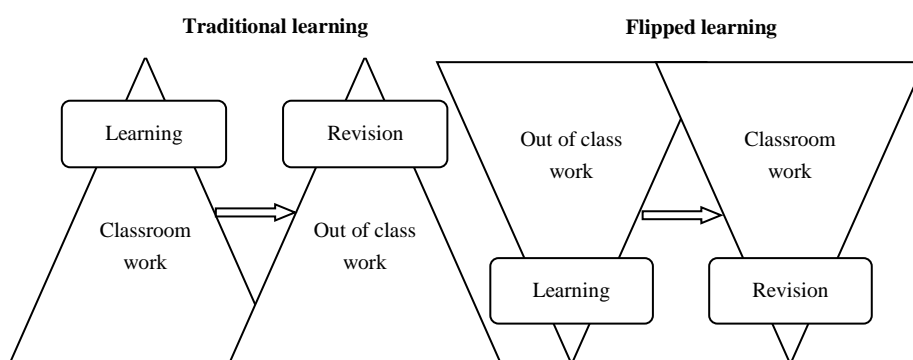 Traditional learning
Flipped learning
Learning
Revision
Classroom
work
Out of class
work
Out of class
work
Classroom
work
Learning
Revision